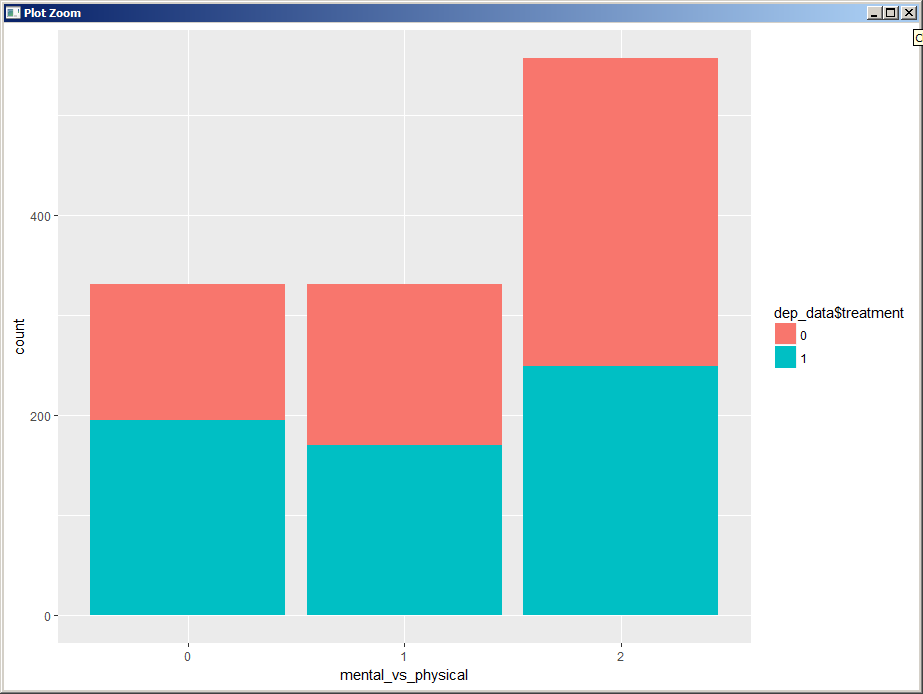 Plot Zoom
C
400
200
0
count
0
1
2
mental_vs_physical
dep_data$treatment
0
1